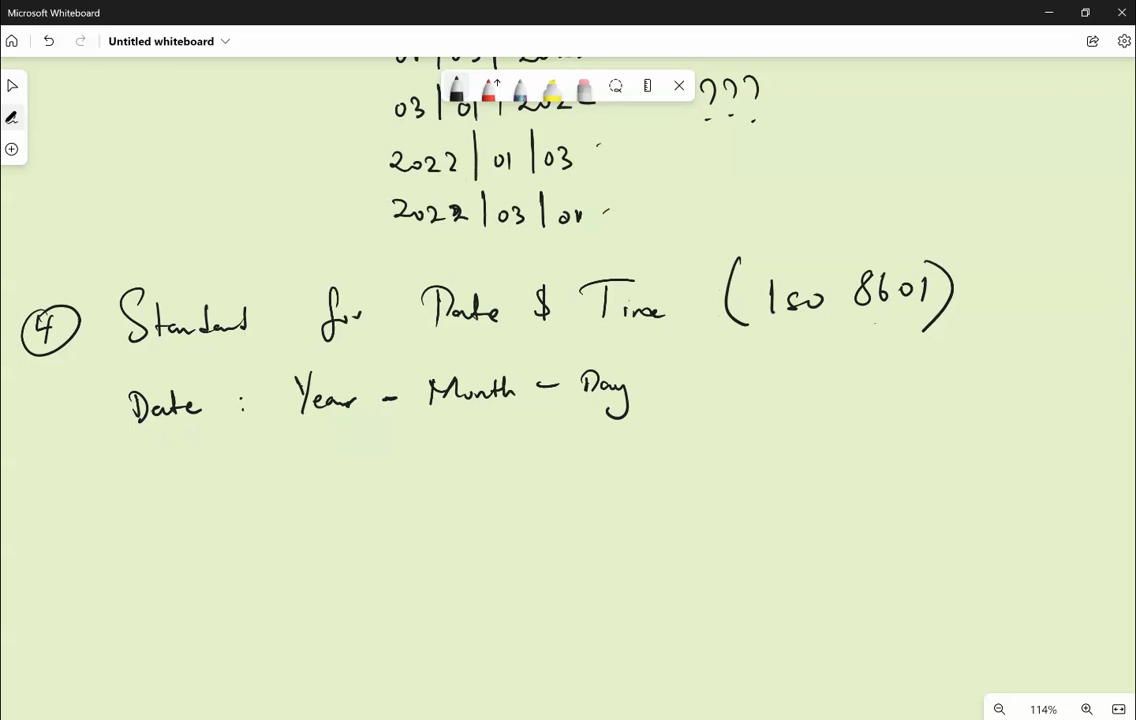 Microsoft Whiteboard
Untitled whiteboard
03 | 01 | 2022 ???
2022 | 01 | 03
2022 | 03 | 01
④ Standard for Date $ Time (Iso 8601)
Date : Year - Month - Day
114%